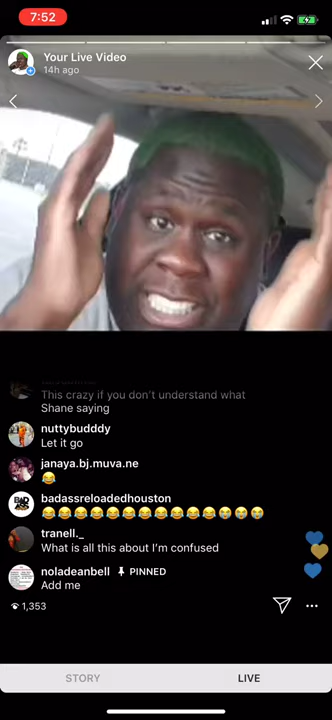 7:52
Your Live Video
14h ago
This crazy if you don't understand what
Shane saying
nuttybudddy
Let it go
janaya.bj.muva.ne
😂
badassreloadedhouston
😂😂😂😂😂😂😂😂😂😂😂😭😭😭
tranell._
What is all this about I'm confused
noladeanbell PINNED
Add me
1,353
STORY LIVE